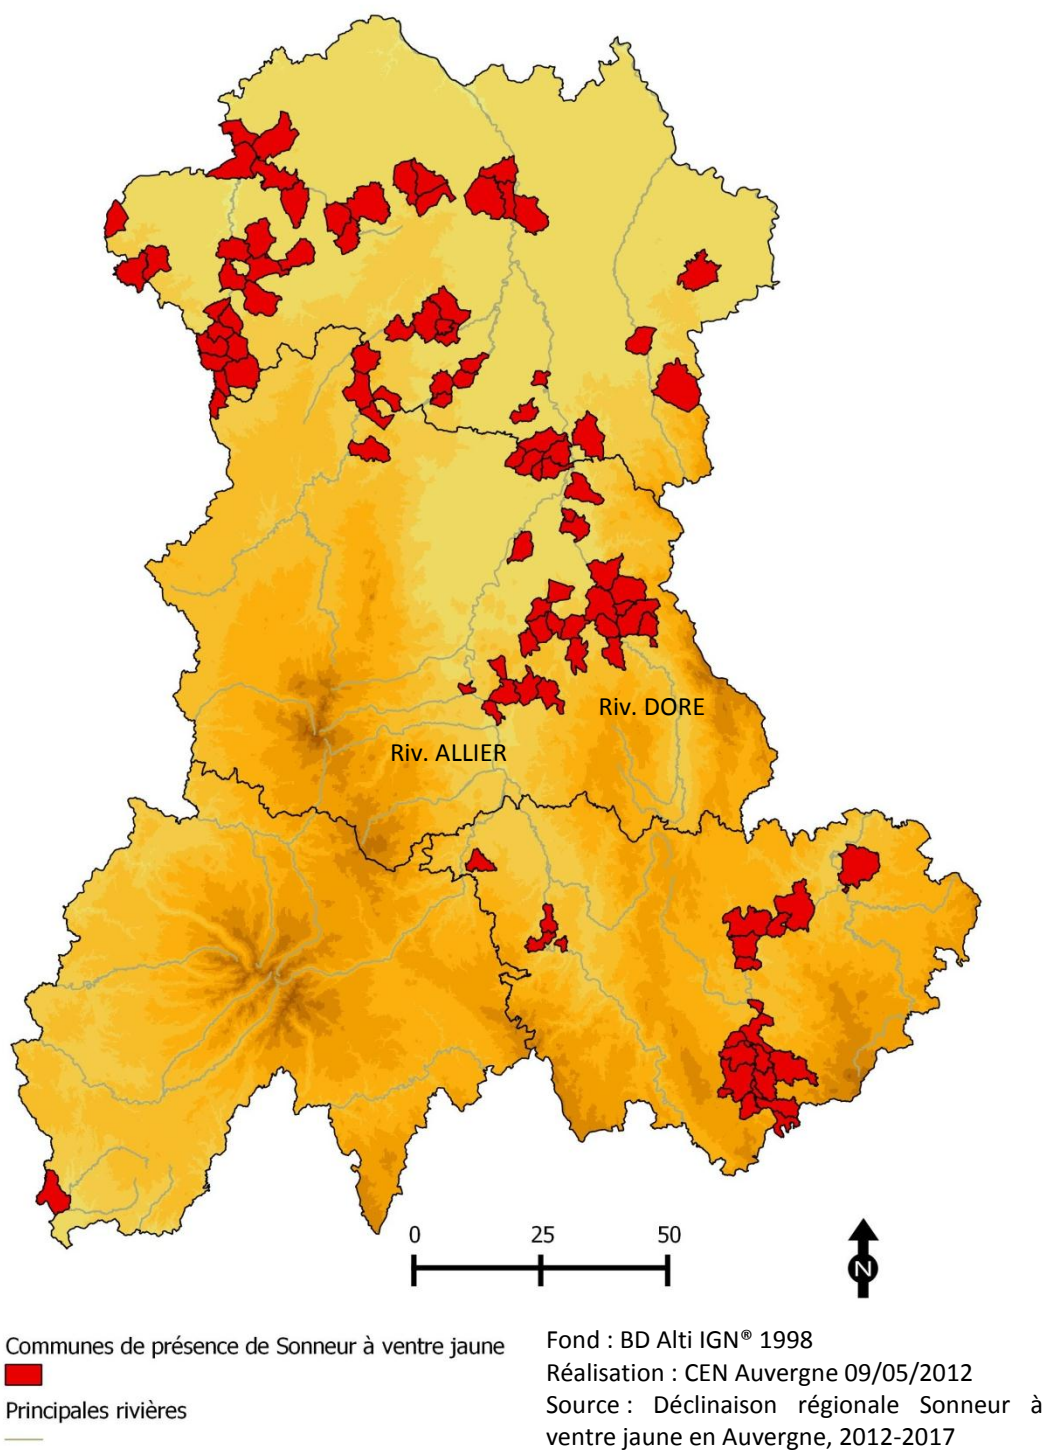 Riv. DORE
Riv. ALLIER
0 25 50
N
Communes de présence de Sonneur à ventre jaune
Principales rivières
Fond : BD Alti IGN® 1998
Réalisation : CEN Auvergne 09/05/2012
Source : Déclinaison régionale Sonneur à
ventre jaune en Auvergne, 2012-2017